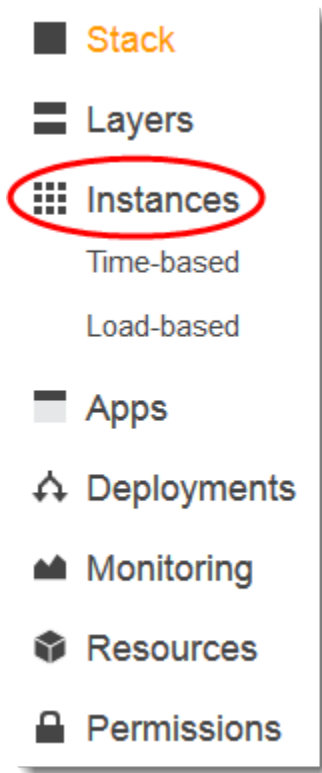 Stack
Layers
Instances
Time-based
Load-based
Apps
Deployments
Monitoring
Resources
Permissions